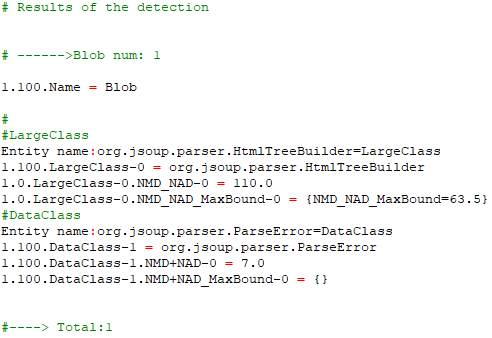 # Results of the detection
# ------>Blob num: 1
1.100.Name = Blob
#
#LargeClass
Entity name:org.jsoup.parser.HtmlTreeBuilder=LargeClass
1.100.LargeClass-0 = org.jsoup.parser.HtmlTreeBuilder
1.0.LargeClass-0.NMD_NAD-0 = 110.0
1.0.LargeClass-0.NMD_NAD_MaxBound-0 = {NMD_NAD_MaxBound=63.5}
#DataClass
Entity name:org.jsoup.parser.ParseError=DataClass
1.100.DataClass-1 = org.jsoup.parser.ParseError
1.100.DataClass-1.NMD+NAD-0 = 7.0
1.100.DataClass-1.NMD+NAD_MaxBound-0 = {}
#----> Total:1